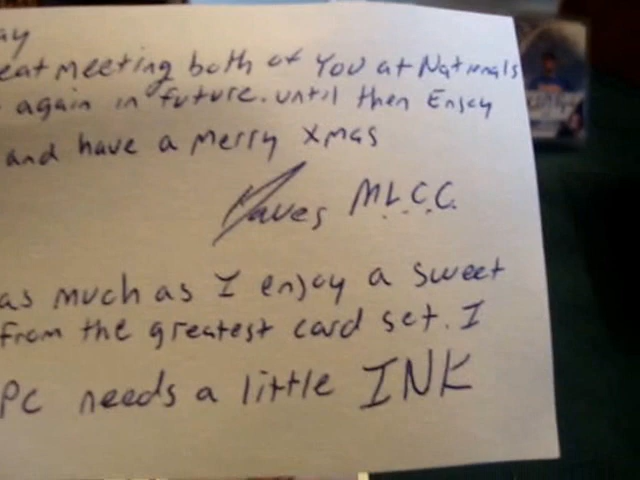 ay
eat meeting both of You at Nationals
again in future. until then Enjoy
and have a merry xmas
Daves M.L.C.C.
as much as I enjoy a sweet
from the greatest card set. I
PC needs a little INK